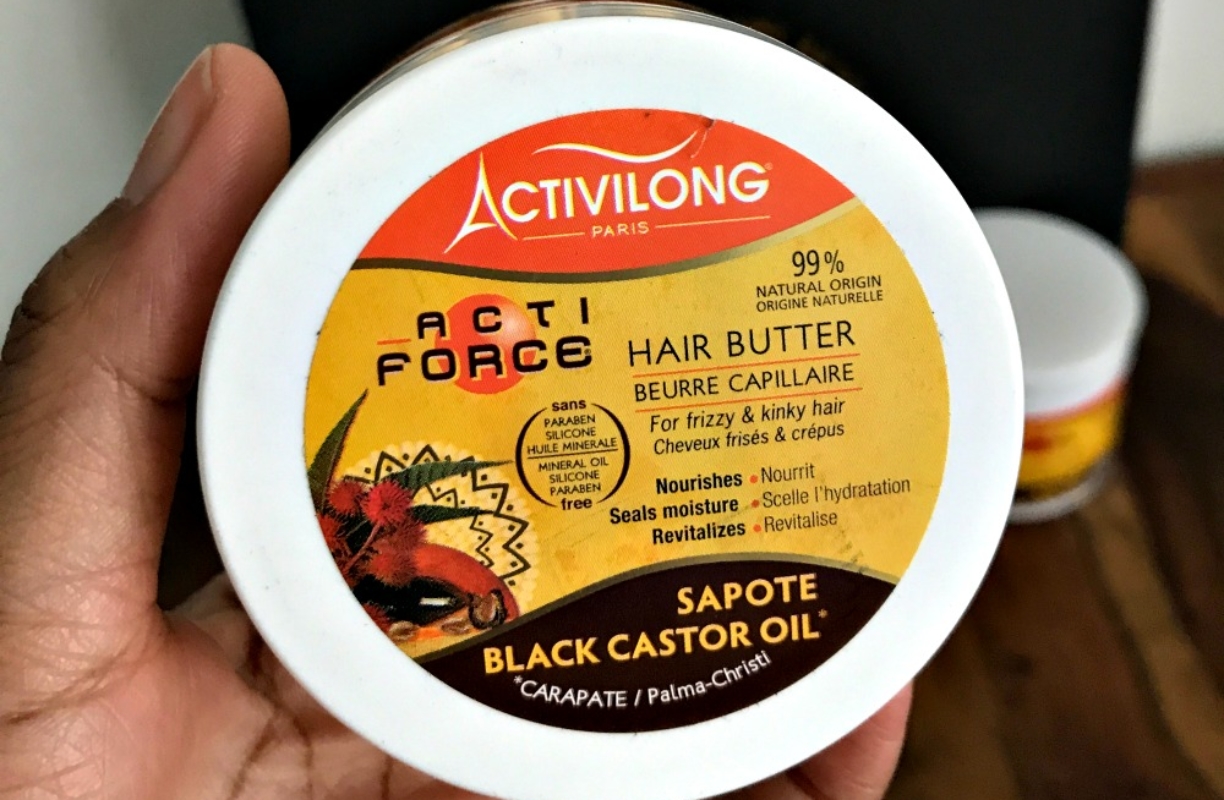 ACTIVILONG
PARIS
99%
NATURAL ORIGIN
ORIGINE NATURELLE
ACTI
FORCE
HAIR BUTTER
BEURRE CAPILLAIRE
For frizzy & kinky hair
Cheveux frisés & crépus
sans
PARABEN
SILICONE
HUILE MINERALE
MINERAL OIL
SILICONE
PARABEN
free
Nourishes • Nourrit
Seals moisture • Scelle l'hydratation
Revitalizes • Revitalise
SAPOTE
BLACK CASTOR OIL*
*CARAPATE / Palma-Christi